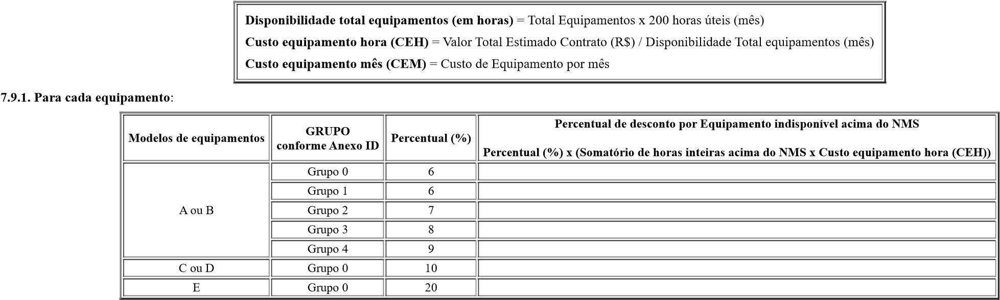 Disponibilidade total equipamentos (em horas) = Total Equipamentos x 200 horas úteis (mês)
Custo equipamento hora (CEH) = Valor Total Estimado Contrato (R$) / Disponibilidade Total equipamentos (mês)
Custo equipamento mês (CEM) = Custo de Equipamento por mês
7.9.1. Para cada equipamento:
Modelos de equipamentos
GRUPO
conforme Anexo ID
Percentual (%)
Percentual de desconto por Equipamento indisponível acima do NMS
Percentual (%) x (Somatório de horas inteiras acima do NMS x Custo equipamento hora (CEH))
A ou B
Grupo 0 6
Grupo 1 6
Grupo 2 7
Grupo 3 8
Grupo 4 9
C ou D Grupo 0 10
E Grupo 0 20